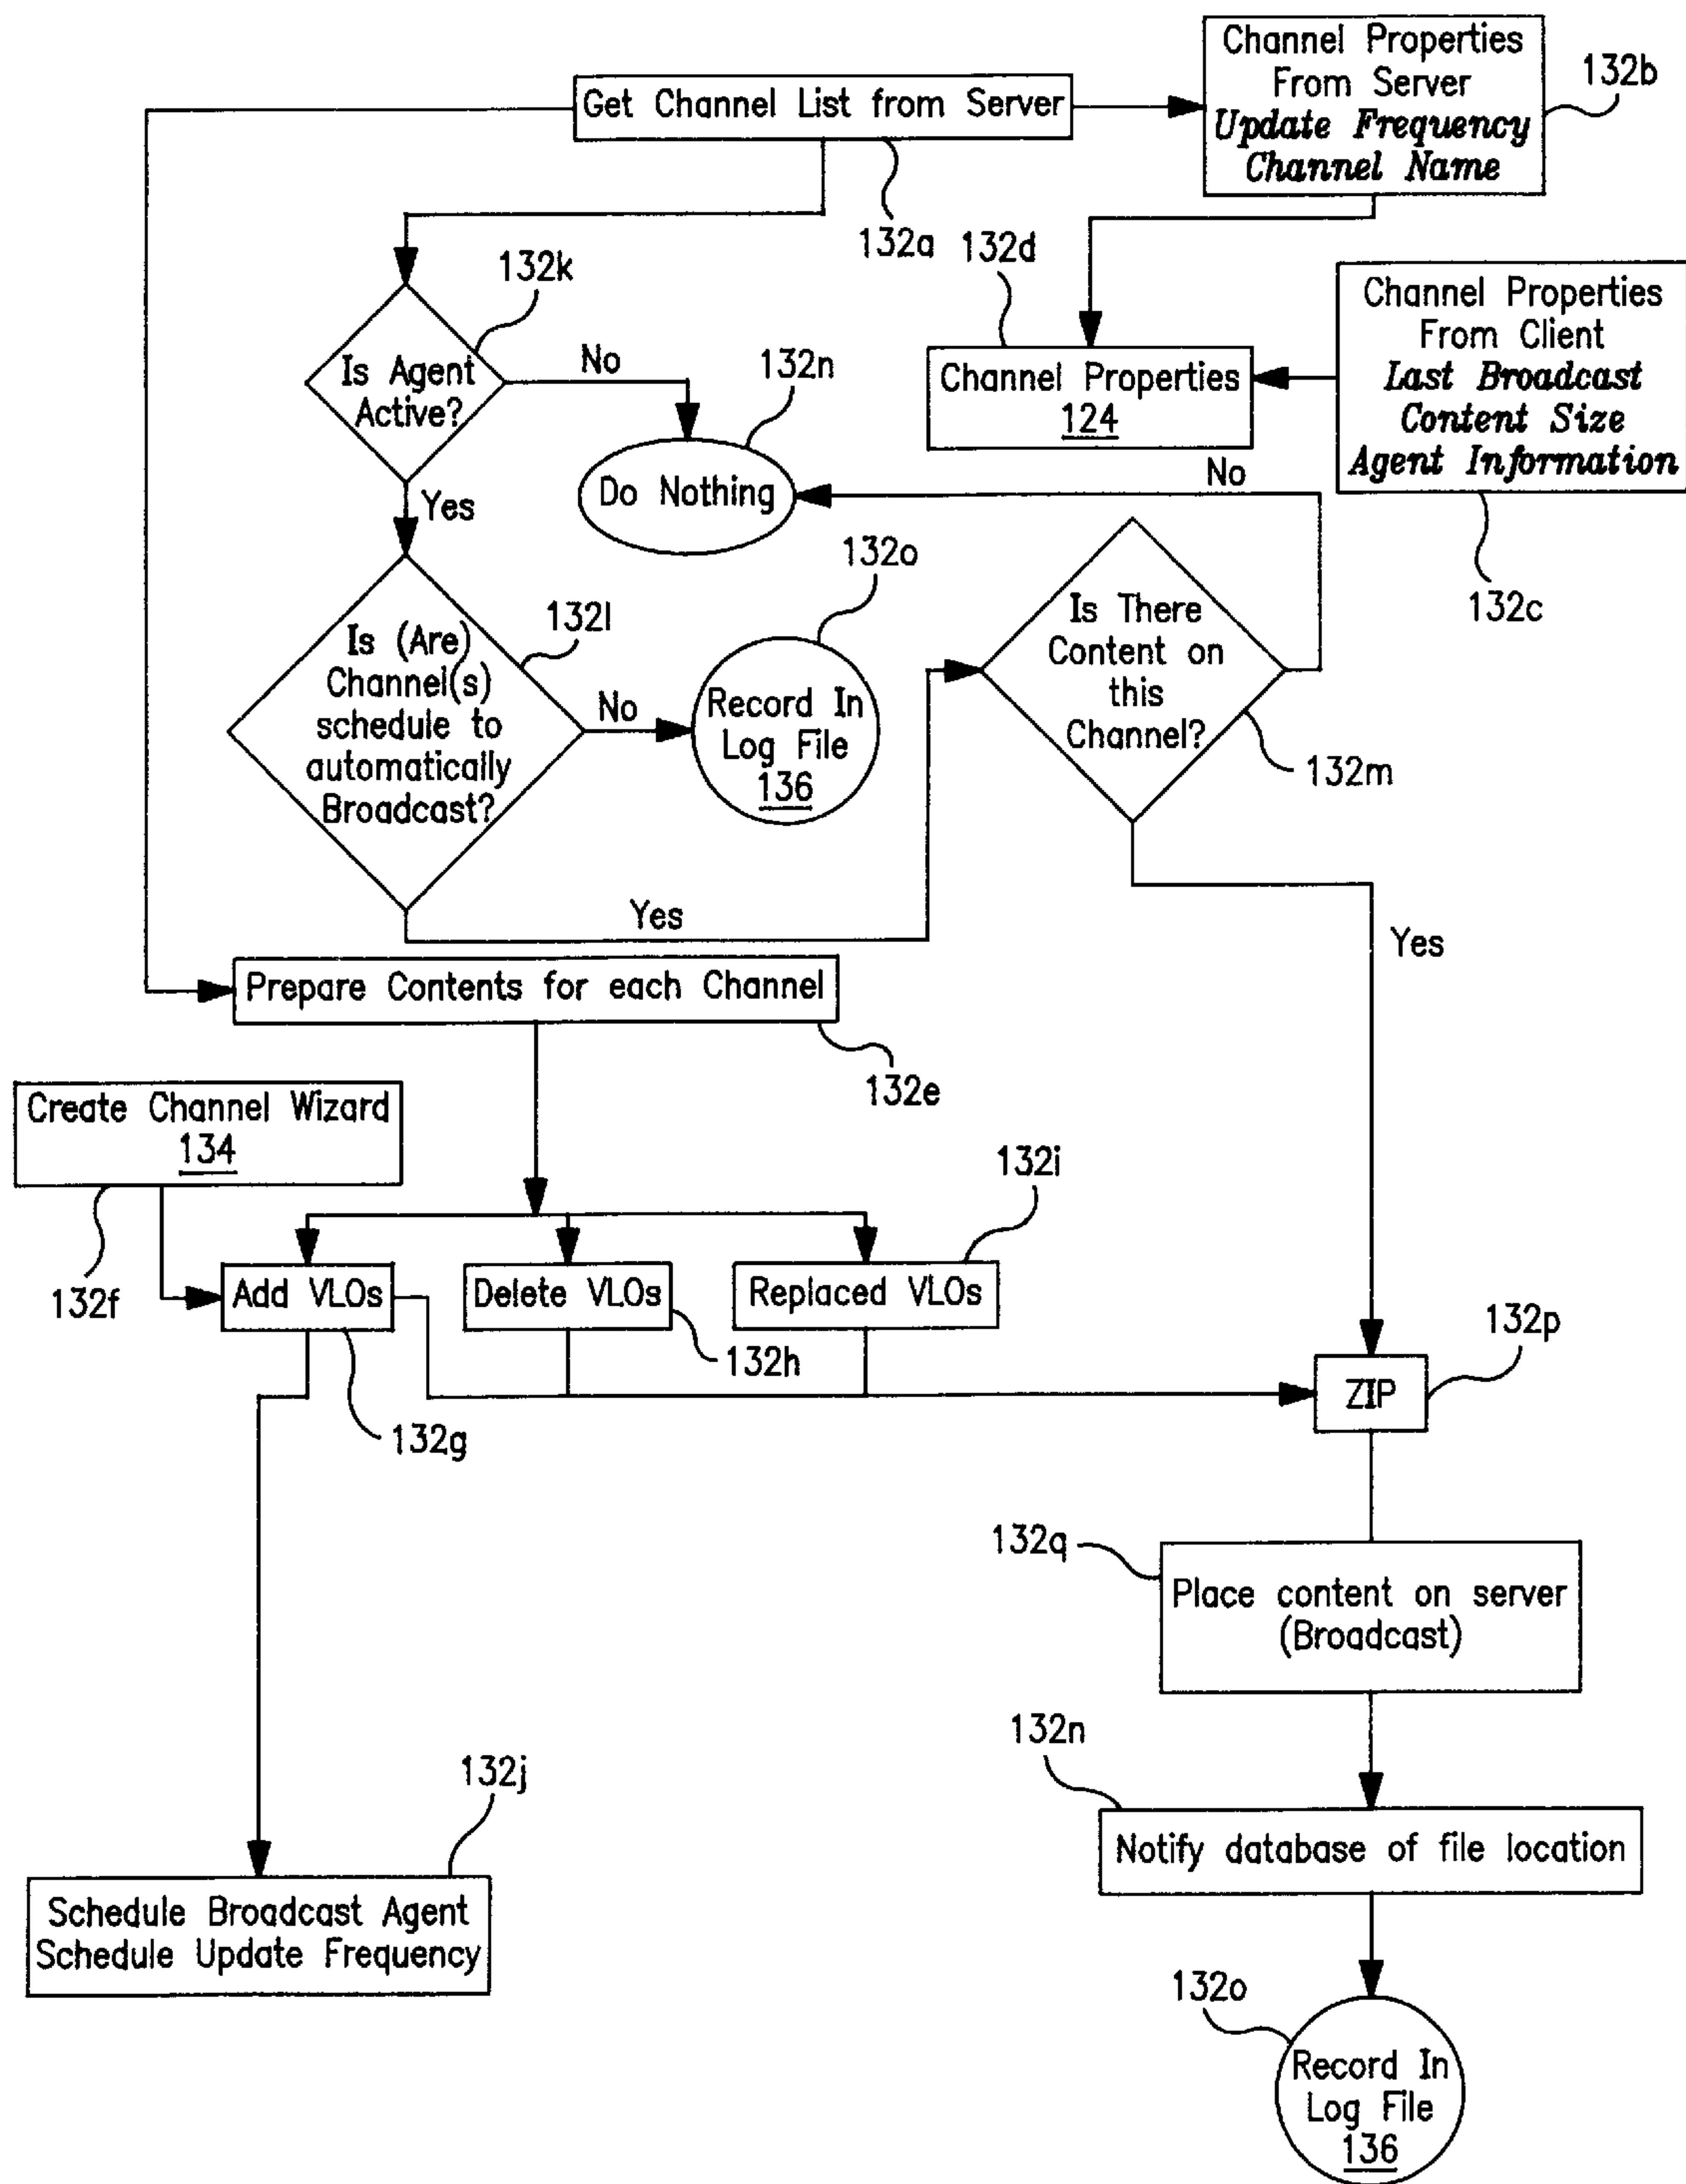 Channel Properties
From Server
Update Frequency
Channel Name
132b
Get Channel List from Server
132a
132d
132k
Channel Properties
From Client
Last Broadcast
Content Size
Agent Information
132c
Is Agent
Active?
No
132n
Channel Properties
124
Do Nothing
No
Yes
132o
132l
Is (Are)
Channel(s)
schedule to
automatically
Broadcast?
No
Record In
Log File
136
Is There
Content on
this
Channel?
132m
Yes
Yes
Prepare Contents for each Channel
132e
Create Channel Wizard
134
132f
132i
Add VLOs
Delete VLOs
Replaced VLOs
132h
132g
132p
ZIP
132q
Place content on server
(Broadcast)
132n
Notify database of file location
132j
Schedule Broadcast Agent
Schedule Update Frequency
132o
Record In
Log File
136